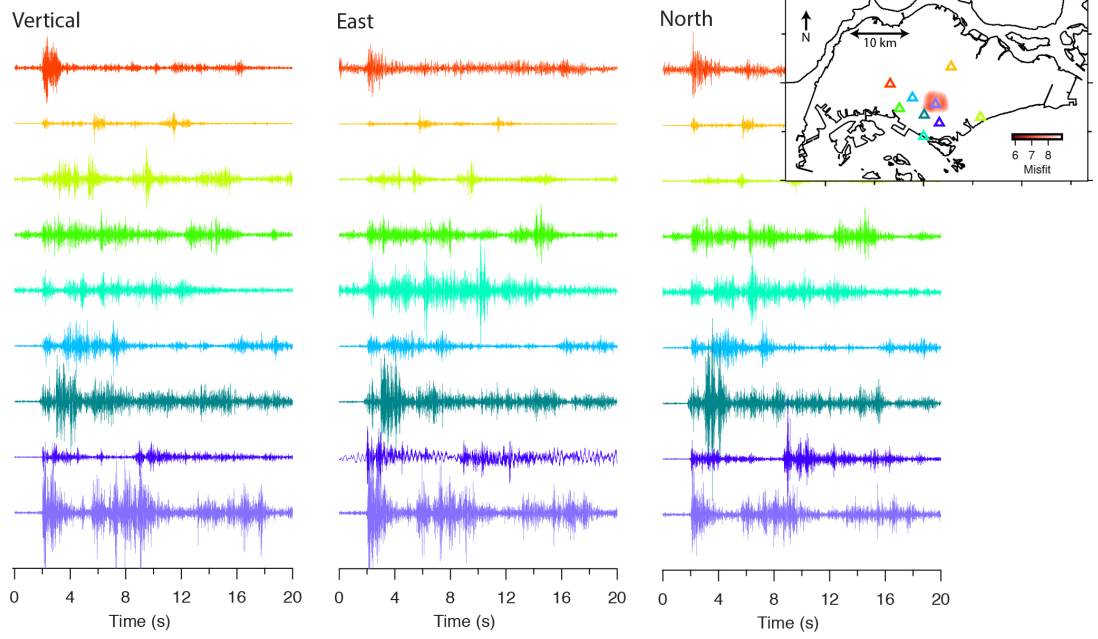 Vertical
East
North
N
10 km
6 7 8
Misfit
0 4 8 12 16 20
Time (s)
0 4 8 12 16 20
Time (s)
0 4 8 12 16 20
Time (s)